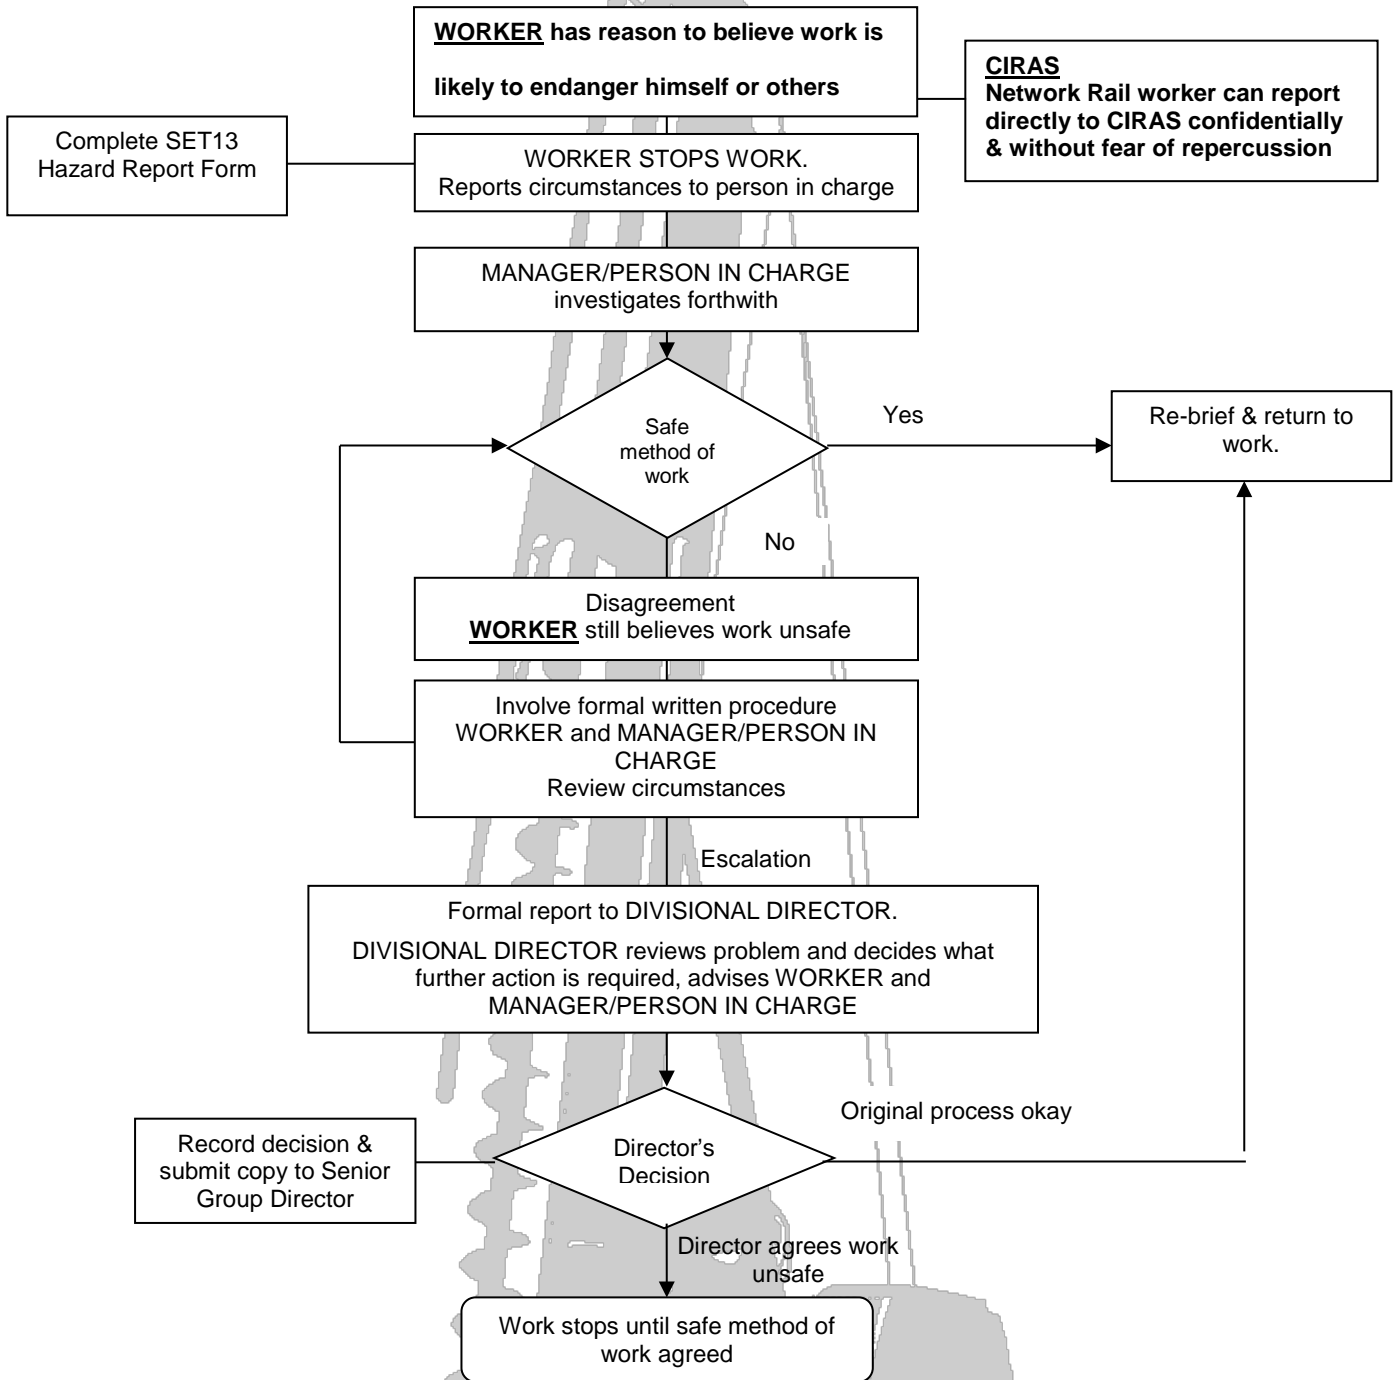 WORKER has reason to believe work is
likely to endanger himself or others
CIRAS
Network Rail worker can report
directly to CIRAS confidentially
& without fear of repercussion
Complete SET13
Hazard Report Form
WORKER STOPS WORK.
Reports circumstances to person in charge
MANAGER/PERSON IN CHARGE
investigates forthwith
Safe
method of
work
Yes
Re-brief & return to
work.
No
Disagreement
WORKER still believes work unsafe
Involve formal written procedure
WORKER and MANAGER/PERSON IN
CHARGE
Review circumstances
Escalation
Formal report to DIVISIONAL DIRECTOR.
DIVISIONAL DIRECTOR reviews problem and decides what
further action is required, advises WORKER and
MANAGER/PERSON IN CHARGE
Original process okay
Record decision &
submit copy to Senior
Group Director
Director's
Decision
Director agrees work
unsafe
Work stops until safe method of
work agreed